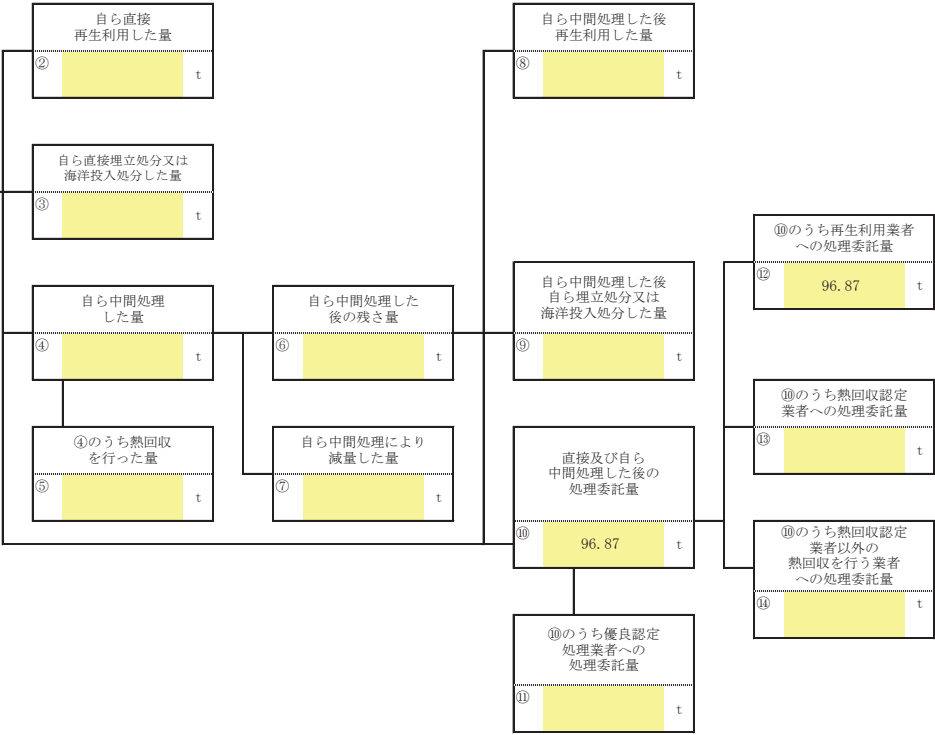 自ら直接
再生利用した量
②
t
自ら中間処理した後
再生利用した量
⑧
t
自ら直接埋立処分又は
海洋投入処分した量
③
t
⑩のうち再生利用業者
への処理委託量
⑫
96.87
t
自ら中間処理
した量
④
t
自ら中間処理した
後の残さ量
⑥
t
自ら中間処理した後
自ら埋立処分又は
海洋投入処分した量
⑨
t
⑩のうち熱回収認定
業者への処理委託量
⑬
t
④のうち熱回収
を行った量
⑤
t
自ら中間処理により
減量した量
⑦
t
直接及び自ら
中間処理した後の
処理委託量
⑩
96.87
t
⑩のうち熱回収認定
業者以外の
熱回収を行う業者
への処理委託量
⑭
t
⑩のうち優良認定
処理業者への
処理委託量
⑪
t